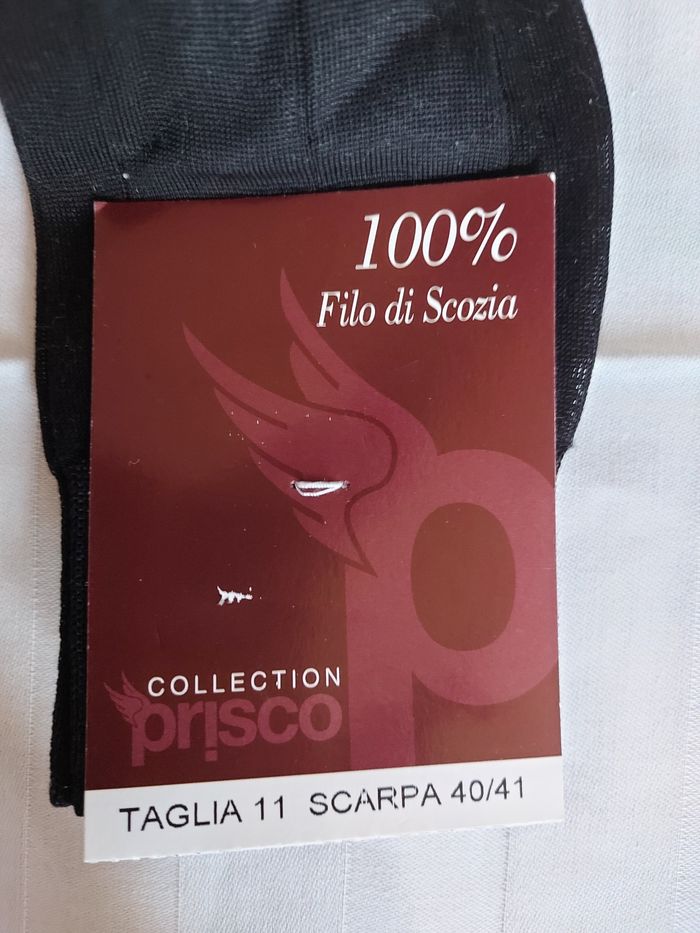 100%
Filo di Scozia
COLLECTION
prisco
TAGLIA 11 SCARPA 40/41